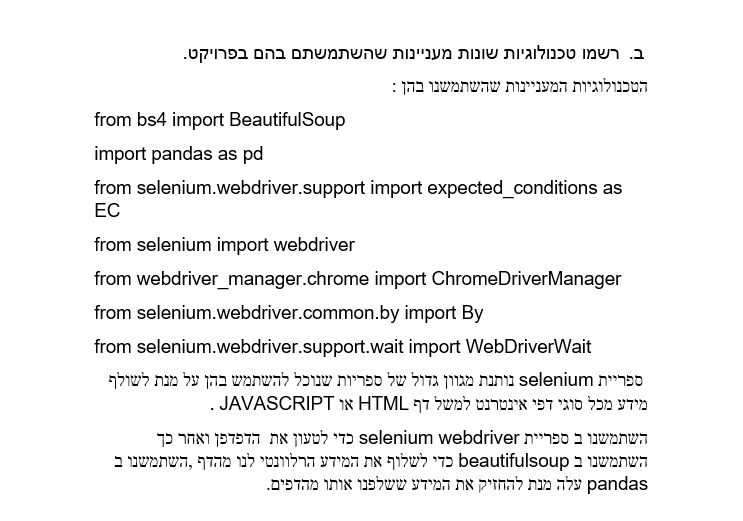 ב. רשמו טכנולוגיות שונות מעניינות שהשתמשתם בהם בפרויקט.
הטכנולוגיות המעניינות שהשתמשנו בהן :
from bs4 import BeautifulSoup
import pandas as pd
from selenium.webdriver.support import expected_conditions as
EC
from selenium import webdriver
from webdriver_manager.chrome import ChromeDriverManager
from selenium.webdriver.common.by import By
from selenium.webdriver.support.wait import WebDriverWait
ספריית selenium נותנת מגוון גדול של ספריות שנוכל להשתמש בהן על מנת לשולף
מידע מכל סוגי דפי אינטרנט למשל דף HTML או JAVASCRIPT .
השתמשנו ב ספריית selenium webdriver כדי לטעון את הדפדפן ואחר כך
השתמשנו ב beautifulsoup כדי לשלוף את המידע הרלוונטי לנו מהדף ,השתמשנו ב
pandas עלה מנת להחזיק את המידע ששלפנו אותו מהדפים.